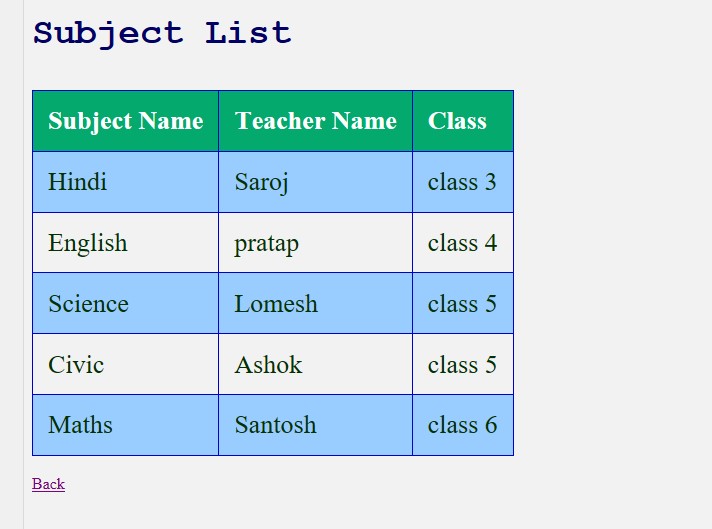 Subject List
Subject Name Teacher Name Class
Hindi Saroj class 3
English pratap class 4
Science Lomesh class 5
Civic Ashok class 5
Maths Santosh class 6
Back